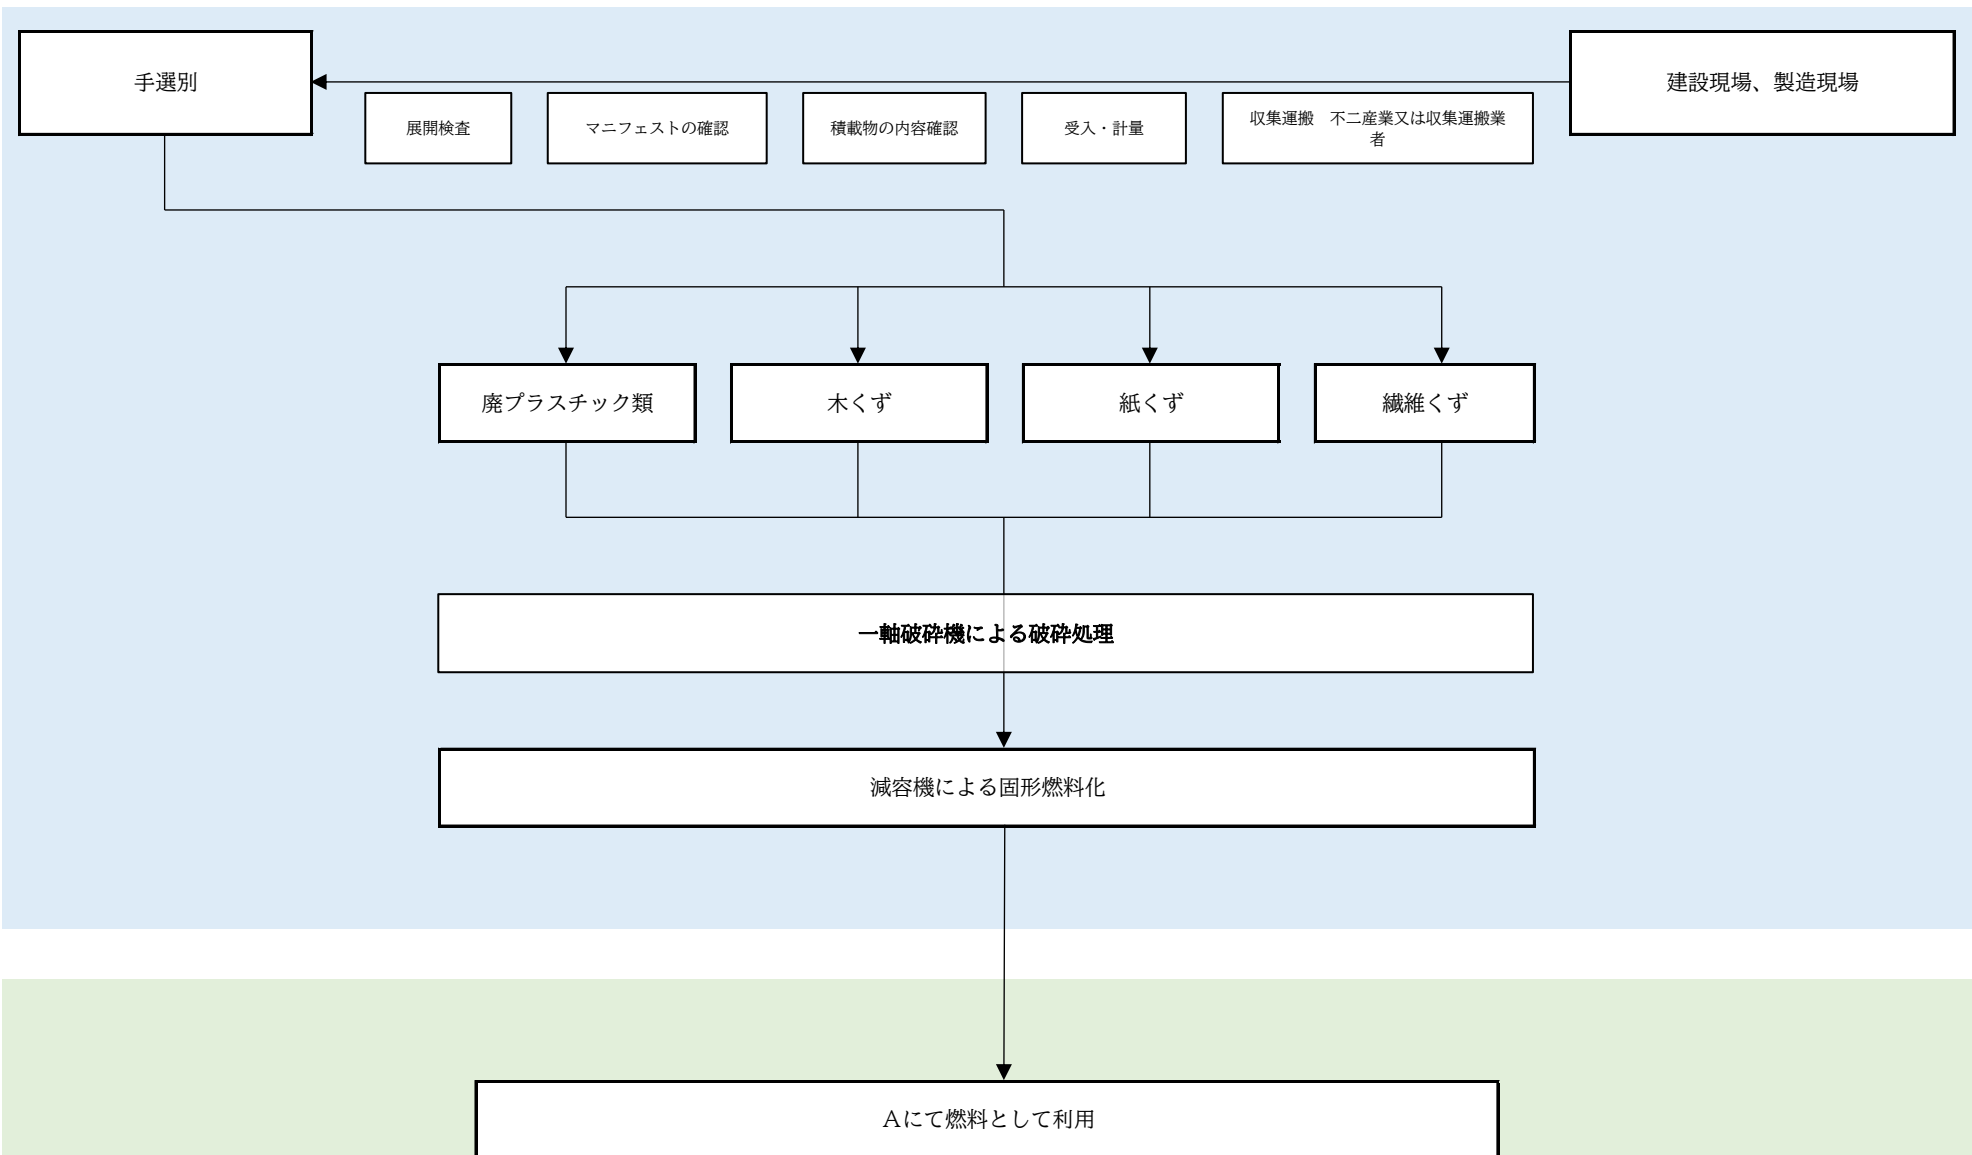 手選別
建設現場、製造現場
展開検査
マニフェストの確認
積載物の内容確認
受入・計量
収集運搬　不二産業又は収集運搬業
者
廃プラスチック類
木くず
紙くず
繊維くず
一軸破砕機による破砕処理
減容機による固形燃料化
Aにて燃料として利用